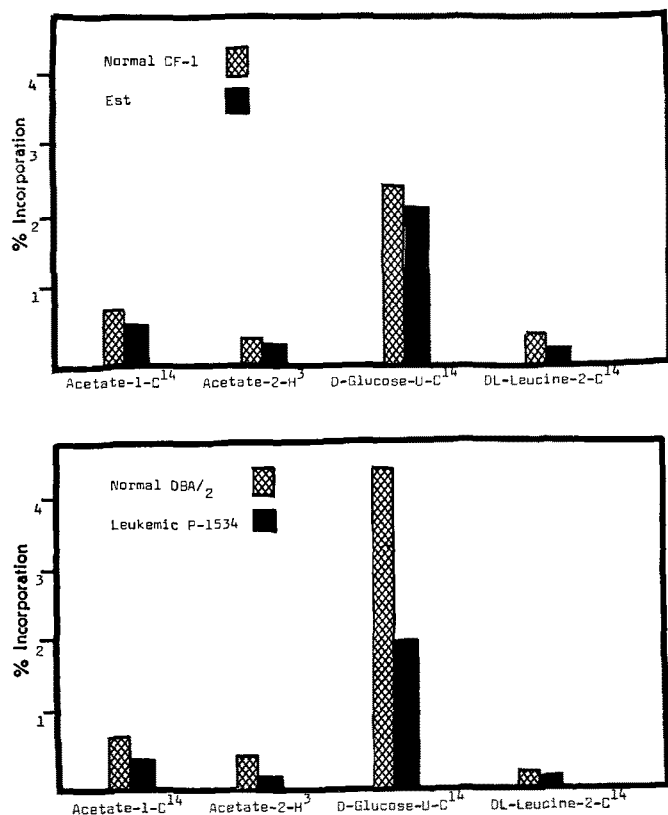 Normal CF-1
Est
% Incorporation
4
3
2
1
Acetate-1-C14 Acetate-2-H3 D-Glucose-U-C14 DL-Leucine-2-C14
Normal DBA/2
Leukemic P-1534
% Incorporation
4
3
2
1
Acetate-1-C14 Acetate-2-H3 D-Glucose-U-C14 DL-Leucine-2-C14